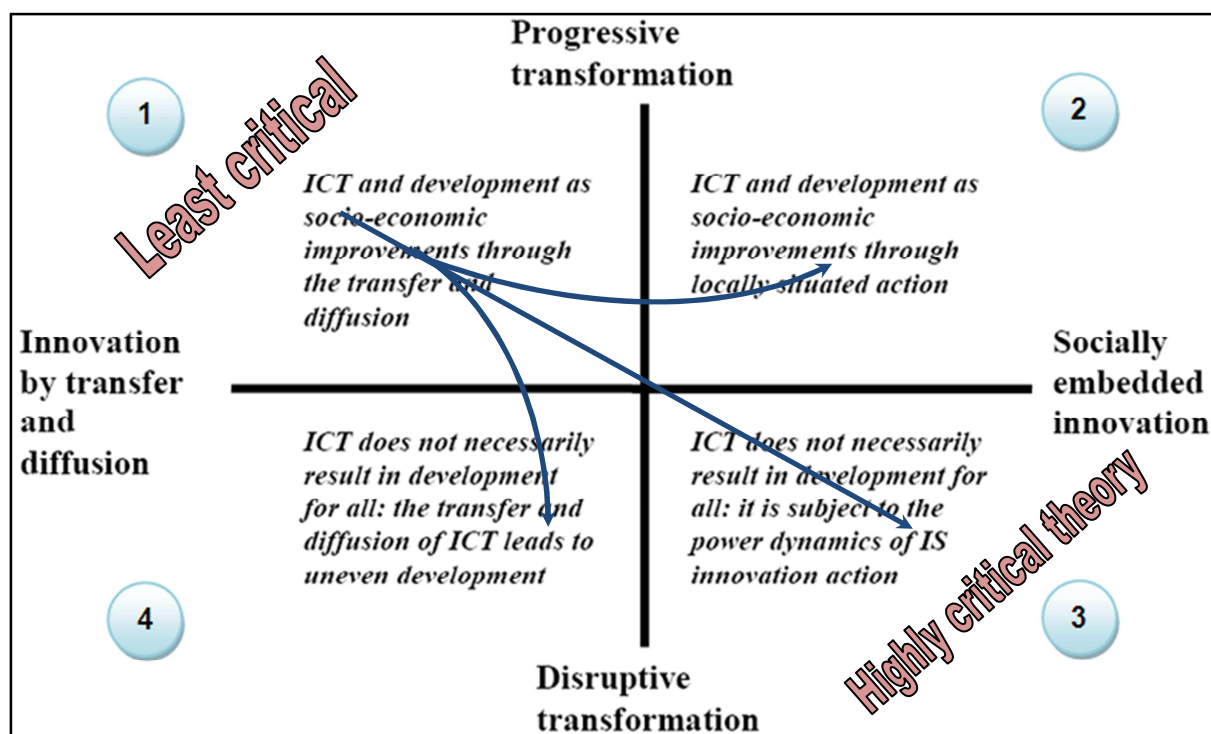 Progressive
transformation
1
2
Least critical
ICT and development as
socio-economic
improvements through
the transfer and
diffusion
ICT and development as
socio-economic
improvements through
locally situated action
Innovation
by transfer
and
diffusion
Socially
embedded
innovation
ICT does not necessarily
result in development
for all: the transfer and
diffusion of ICT leads to
uneven development
ICT does not necessarily
result in development for
all: it is subject to the
power dynamics of IS
innovation action
4
3
Highly critical theory
Disruptive
transformation